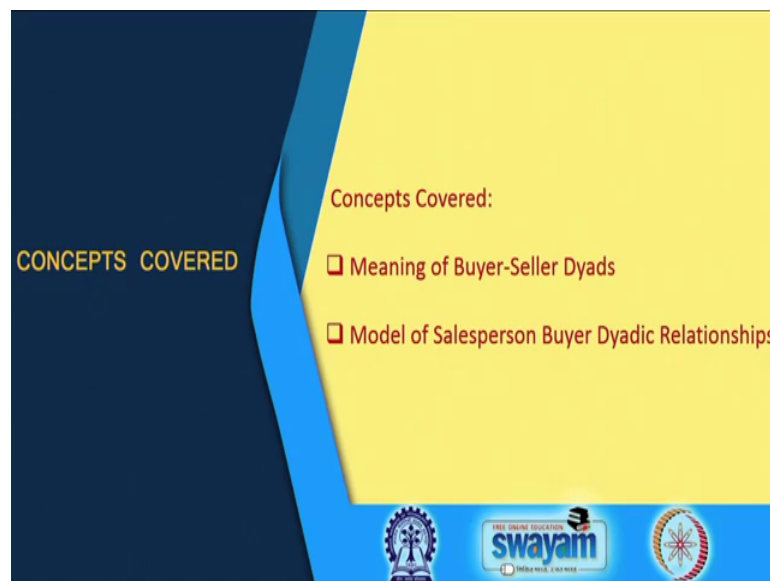 CONCEPTS COVERED
Concepts Covered:
Meaning of Buyer-Seller Dyads
Model of Salesperson Buyer Dyadic Relationships
FREE ONLINE EDUCATION
swayam